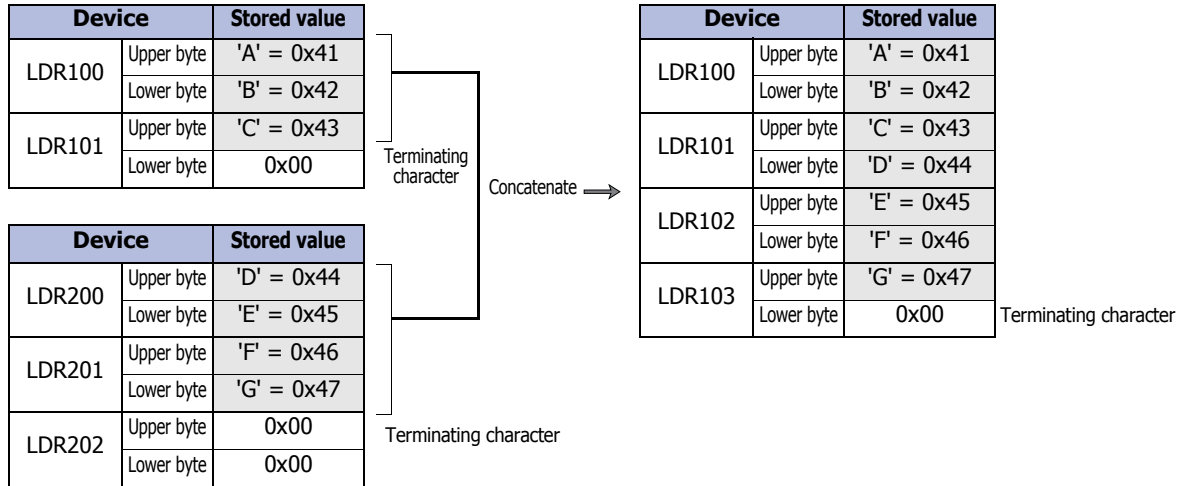 Device Stored value
LDR100 Upper byte 'A' = 0x41
Lower byte 'B' = 0x42
LDR101 Upper byte 'C' = 0x43
Lower byte 0x00
Terminating
character
Device Stored value
LDR200 Upper byte 'D' = 0x44
Lower byte 'E' = 0x45
LDR201 Upper byte 'F' = 0x46
Lower byte 'G' = 0x47
LDR202 Upper byte 0x00
Lower byte 0x00
Terminating character
Concatenate
Device Stored value
LDR100 Upper byte 'A' = 0x41
Lower byte 'B' = 0x42
LDR101 Upper byte 'C' = 0x43
Lower byte 'D' = 0x44
LDR102 Upper byte 'E' = 0x45
Lower byte 'F' = 0x46
LDR103 Upper byte 'G' = 0x47
Lower byte 0x00 Terminating character